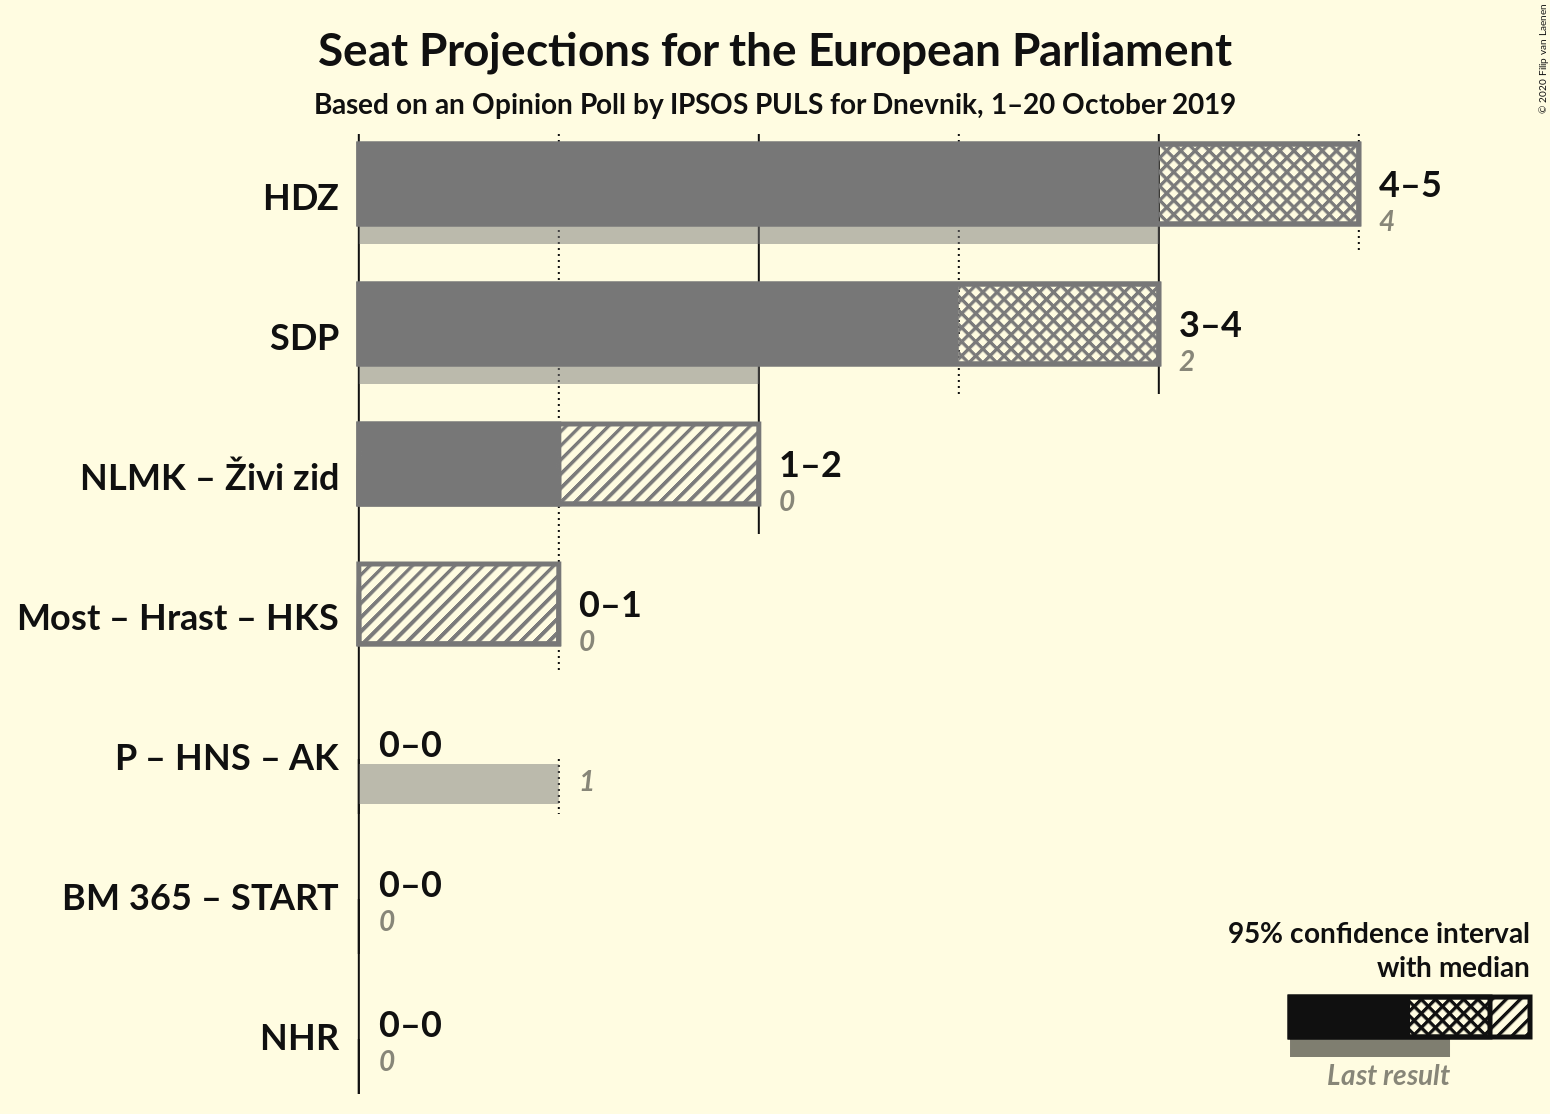 Seat Projections for the European Parliament
Based on an Opinion Poll by IPSOS PULS for Dnevnik, 1–20 October 2019
© 2020 Filip van Laenen
HDZ
4–5
4
SDP
3–4
2
NLMK – Živi zid
1–2
0
Most – Hrast – HKS
0–1
0
P – HNS – AK
0–0
1
BM 365 – START
0–0
0
NHR
0–0
0
95% confidence interval
with median
Last result